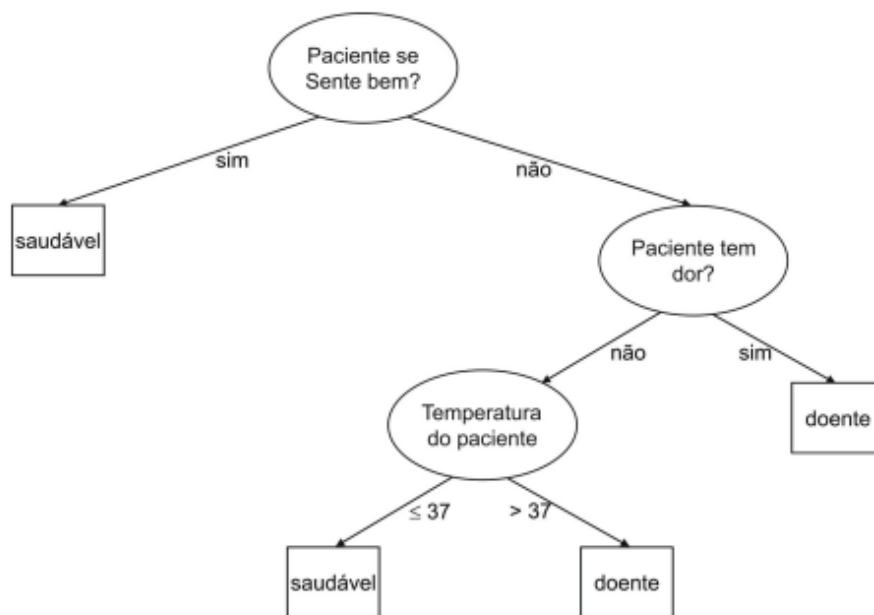 Paciente se
Sente bem?
sim
não
saudável
Paciente tem
dor?
não
sim
Temperatura
do paciente
doente
≤ 37
> 37
saudável
doente